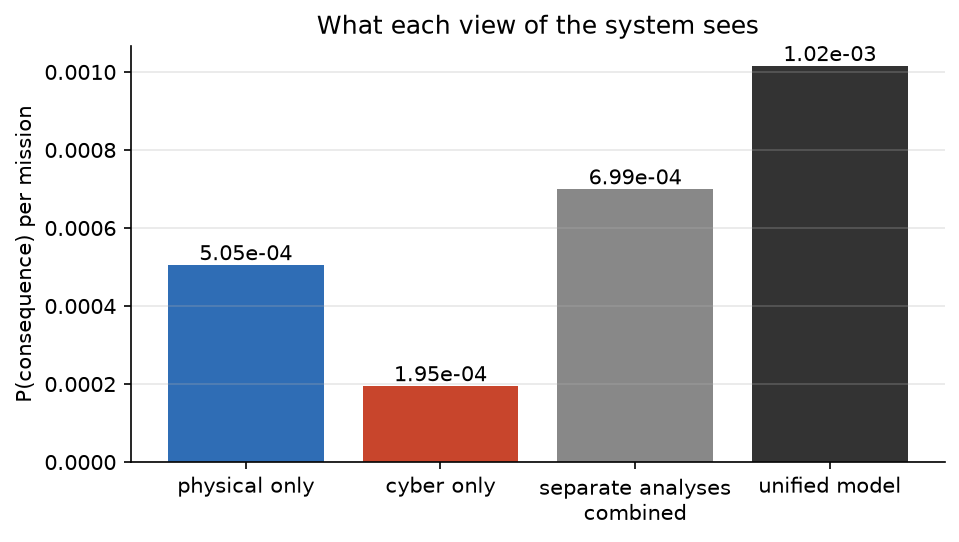 What each view of the system sees
P(consequence) per mission
0.0010
0.0008
0.0006
0.0004
0.0002
0.0000
5.05e-04
1.95e-04
6.99e-04
1.02e-03
physical only
cyber only
separate analyses
combined
unified model